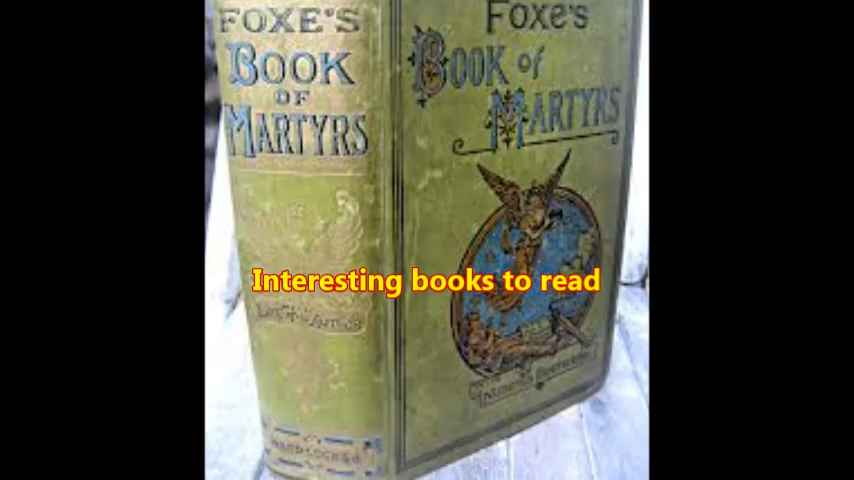 FOXE'S
BOOK
OF
MARTYRS
FOXE'S
BOOK of
MARTYRS
Interesting books to read